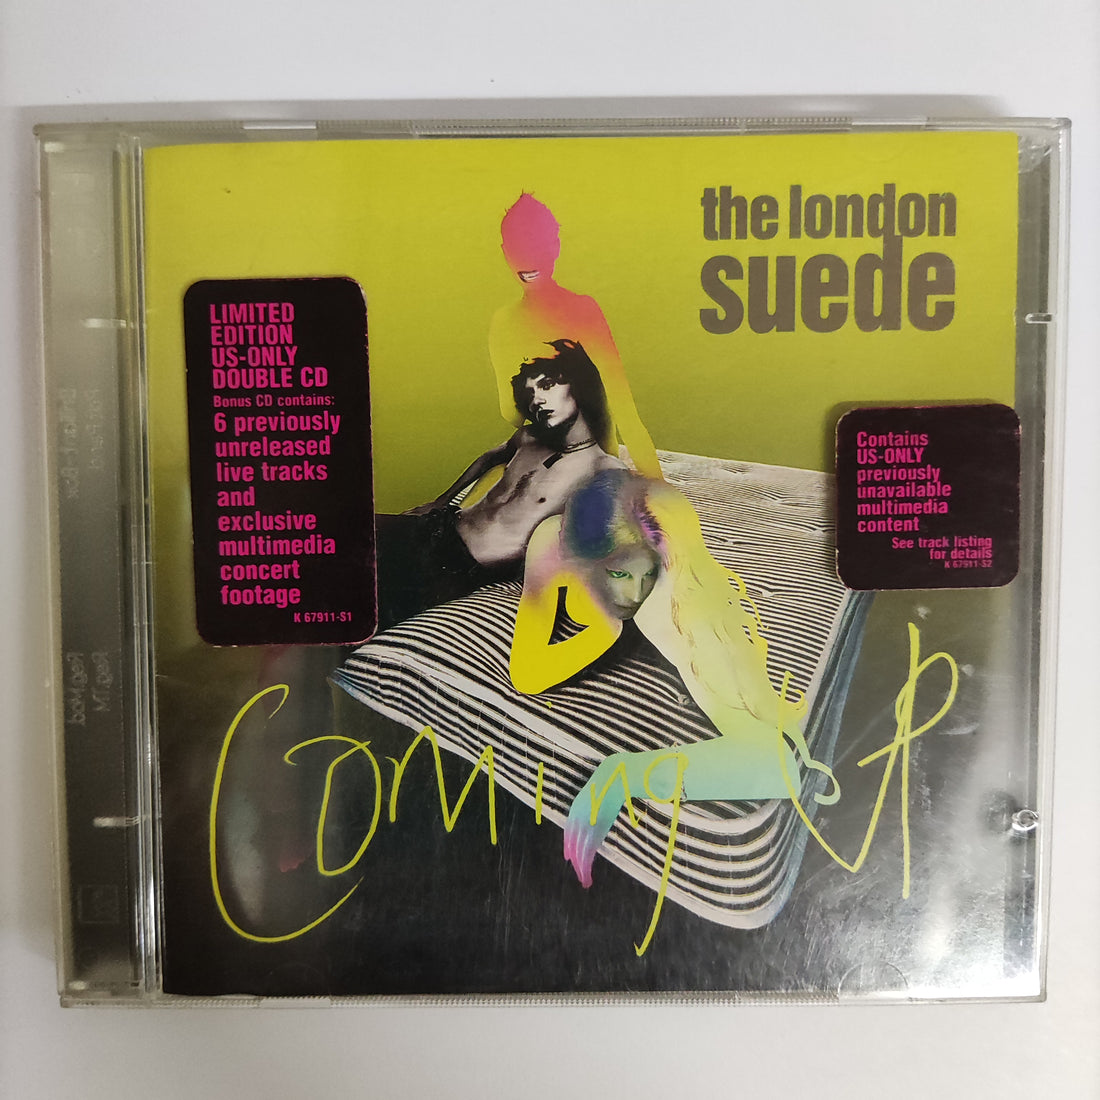 the london
suede
LIMITED
EDITION
US-ONLY
DOUBLE CD
Bonus CD contains:
6 previously
unreleased
live tracks
and
exclusive
multimedia
concert
footage
K 67911-S1
Contains
US-ONLY
previously
unavailable
multimedia
content
See track listing
for details
K 67911-S2
Coming UP